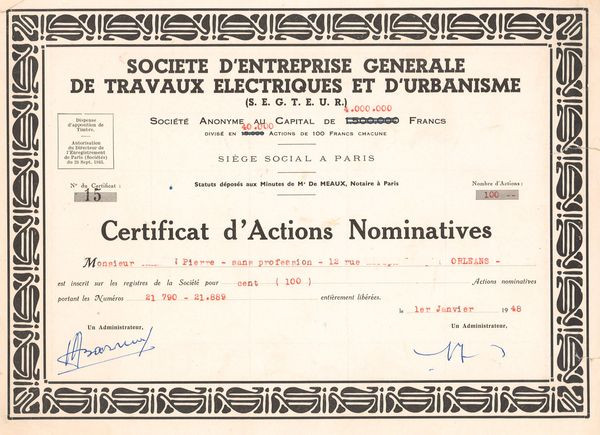 SOCIETE D'ENTREPRISE GENERALE
DE TRAVAUX ELECTRIQUES ET D'URBANISME
(S. E. G. T. E. U. R.)
4.000.000
SOCIÉTÉ ANONYME AU CAPITAL DE 1.500.000 FRANCS
40.000
DIVISÉ EN 15.000 ACTIONS DE 100 FRANCS CHACUNE
SIÈGE SOCIAL A PARIS
Dispense
d'apposition de
Timbre.
Autorisation
du Directeur de
l'Enregistrement
de Paris (Sociétés)
du 25 Sept. 1945.
Statuts déposés aux Minutes de Me De MEAUX, Notaire à Paris
N° du Certificat :
15
Nombre d'Actions :
100 --
Certificat d'Actions Nominatives
Monsieur Pierre - sans profession - 12 rue ORLEANS -
est inscrit sur les registres de la Société pour cent ( 100 ) Actions nominatives
portant les Numéros 21 790 - 21.889 entièrement libérées.
le 1er Janvier 1948
Un Administrateur,
Un Administrateur,